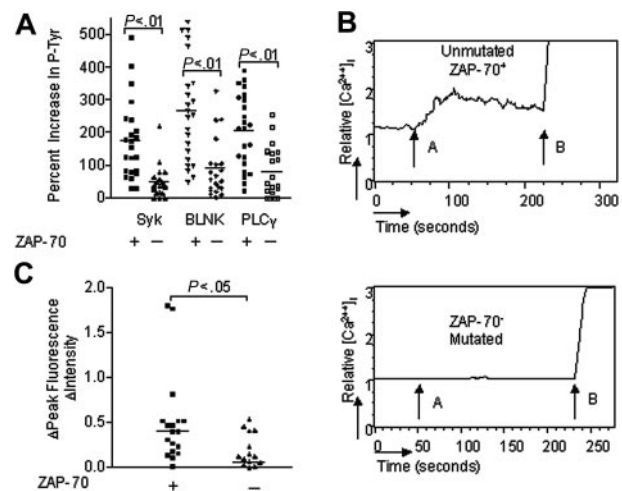 A
P<.01
P<.01
P<.01
Percent Increase In P-Tyr
500
400
300
200
100
0
Syk BLNK PLCγ
ZAP-70 + − + − + −
B
Relative [Ca²⁺]i
3
2
1
0
Unmutated
ZAP-70⁺
A
B
0 100 200 300
Time (seconds)
C
P<.05
ΔPeak Fluorescence
ΔIntensity
2.0
1.5
1.0
0.5
0.0
ZAP-70 + −
Relative [Ca²⁺]i
3
2
1
0
ZAP-70⁻
Mutated
A
B
0 50 100 150 200 250
Time (seconds)